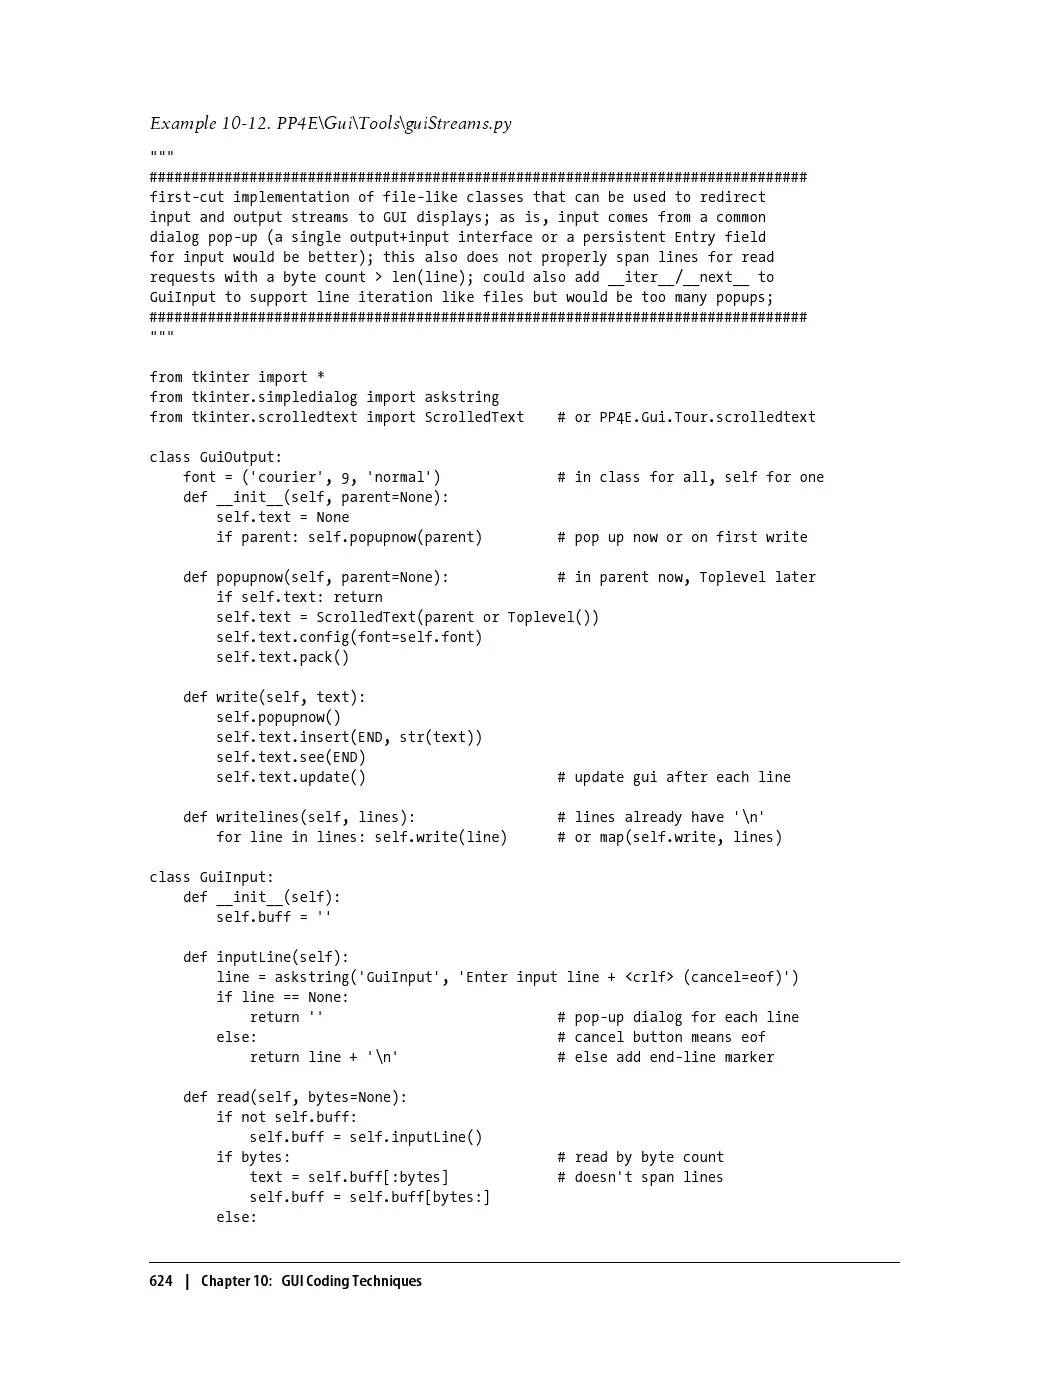 Example 10-12. PP4E\Gui\Tools\guiStreams.py
"""
###############################################################################
first-cut implementation of file-like classes that can be used to redirect
input and output streams to GUI displays; as is, input comes from a common
dialog pop-up (a single output+input interface or a persistent Entry field
for input would be better); this also does not properly span lines for read
requests with a byte count > len(line); could also add __iter__/__next__ to
GuiInput to support line iteration like files but would be too many popups;
###############################################################################
"""
from tkinter import *
from tkinter.simpledialog import askstring
from tkinter.scrolledtext import ScrolledText    # or PP4E.Gui.Tour.scrolledtext
class GuiOutput:
    font = ('courier', 9, 'normal')              # in class for all, self for one
    def __init__(self, parent=None):
        self.text = None
        if parent: self.popupnow(parent)         # pop up now or on first write
    def popupnow(self, parent=None):             # in parent now, Toplevel later
        if self.text: return
        self.text = ScrolledText(parent or Toplevel())
        self.text.config(font=self.font)
        self.text.pack()
    def write(self, text):
        self.popupnow()
        self.text.insert(END, str(text))
        self.text.see(END)
        self.text.update()                       # update gui after each line
    def writelines(self, lines):                 # lines already have '\n'
        for line in lines: self.write(line)      # or map(self.write, lines)
class GuiInput:
    def __init__(self):
        self.buff = ''
    def inputLine(self):
        line = askstring('GuiInput', 'Enter input line + <crlf> (cancel=eof)')
        if line == None:
            return ''                            # pop-up dialog for each line
        else:                                    # cancel button means eof
            return line + '\n'                   # else add end-line marker
    def read(self, bytes=None):
        if not self.buff:
            self.buff = self.inputLine()
        if bytes:                                # read by byte count
            text = self.buff[:bytes]             # doesn't span lines
            self.buff = self.buff[bytes:]
        else:
624 | Chapter 10: GUI Coding Techniques